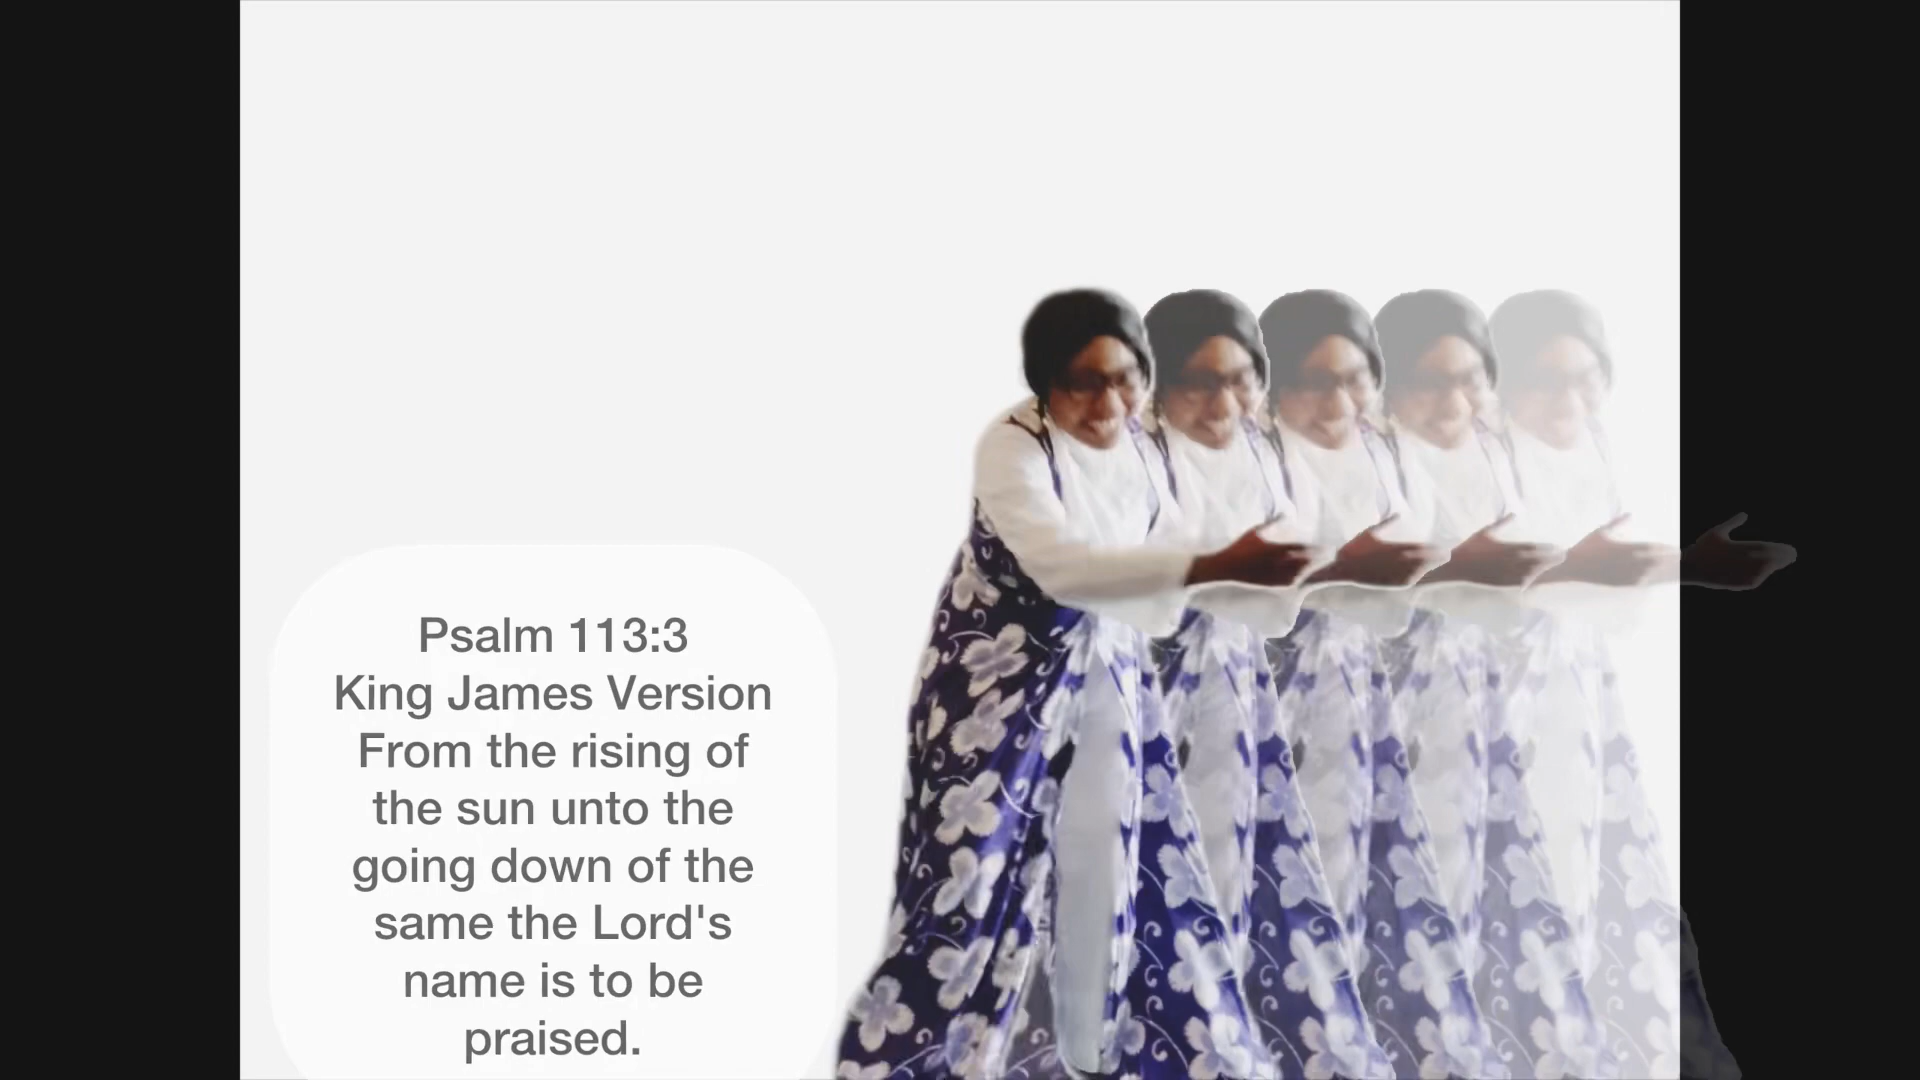 Psalm 113:3
King James Version
From the rising of
the sun unto the
going down of the
same the Lord's
name is to be
praised.